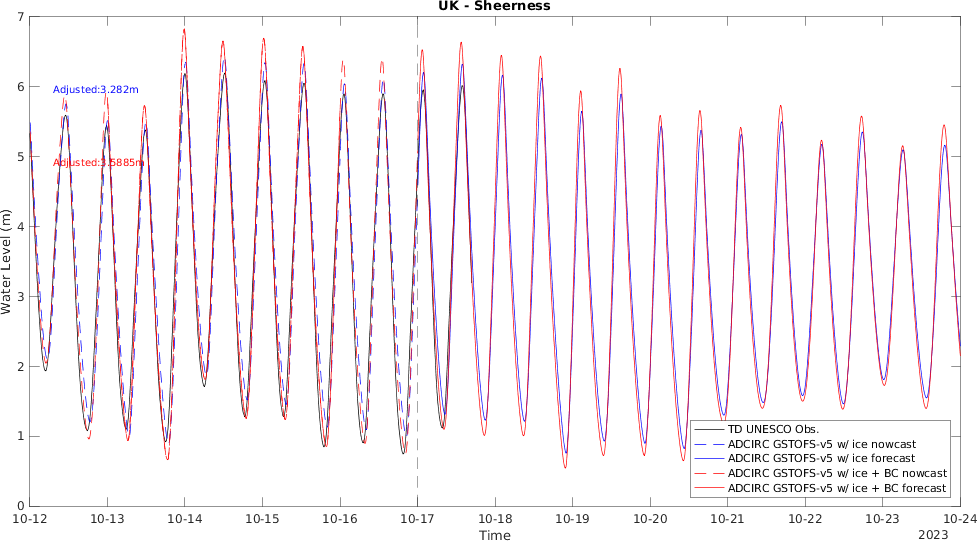 UK - Sheerness
7
6
5
4
3
2
1
0
Water Level (m)
Adjusted:3.282m
Adjusted:3.5885m
TD UNESCO Obs.
ADCIRC GSTOFS-v5 w/ ice nowcast
ADCIRC GSTOFS-v5 w/ ice forecast
ADCIRC GSTOFS-v5 w/ ice + BC nowcast
ADCIRC GSTOFS-v5 w/ ice + BC forecast
10-12 10-13 10-14 10-15 10-16 10-17 10-18 10-19 10-20 10-21 10-22 10-23 10-24
Time
2023